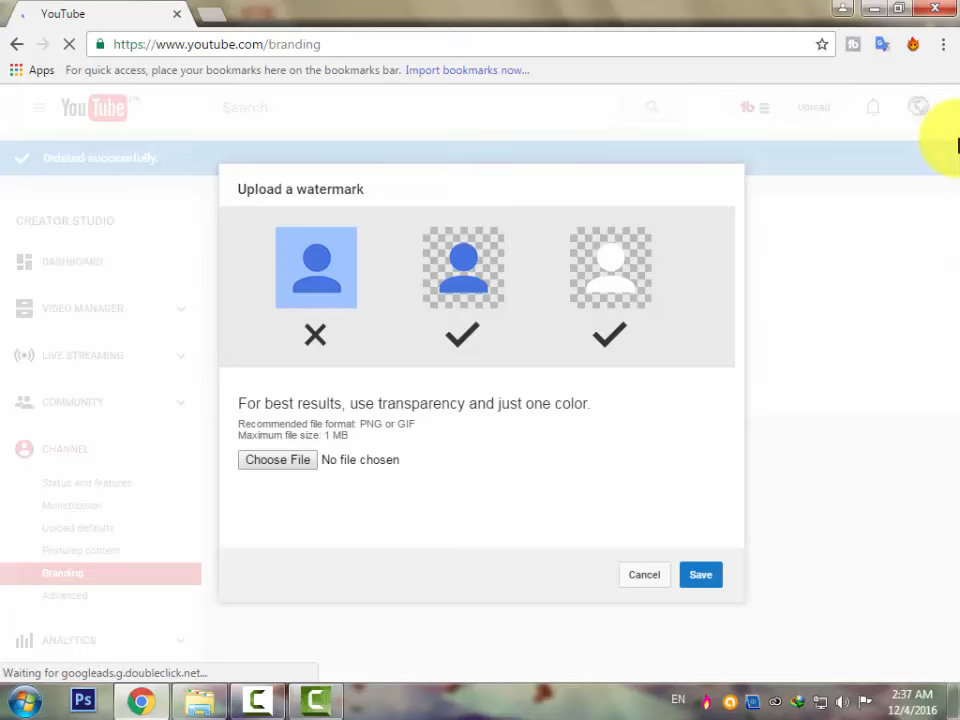 YouTube
https://www.youtube.com/branding
Apps For quick access, place your bookmarks here on the bookmarks bar. Import bookmarks now...
YouTube Search Upload
Deleted successfully.
CREATOR STUDIO
DASHBOARD
VIDEO MANAGER
LIVE STREAMING
COMMUNITY
CHANNEL
Status and features
Monetization
Upload defaults
Featured content
Branding
Advanced
ANALYTICS
Upload a watermark
For best results, use transparency and just one color.
Recommended file format: PNG or GIF
Maximum file size: 1 MB
Choose File No file chosen
Cancel Save
Waiting for googleads.g.doubleclick.net...
Ps
EN
2:37 AM
12/4/2016